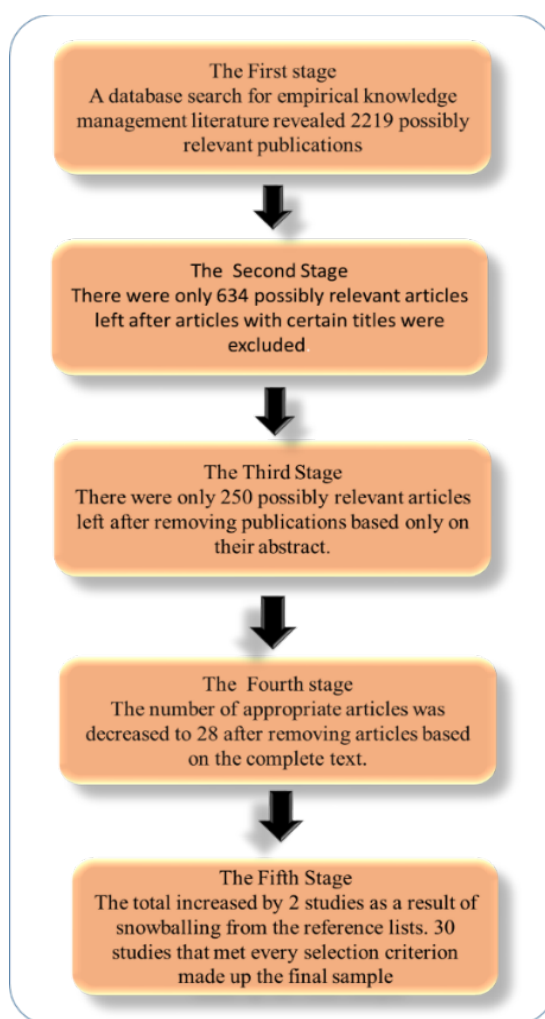 The First stage
A database search for empirical knowledge
management literature revealed 2219 possibly
relevant publications
The Second Stage
There were only 634 possibly relevant articles
left after articles with certain titles were
excluded.
The Third Stage
There were only 250 possibly relevant articles
left after removing publications based only on
their abstract.
The Fourth stage
The number of appropriate articles was
decreased to 28 after removing articles based
on the complete text.
The Fifth Stage
The total increased by 2 studies as a result of
snowballing from the reference lists. 30
studies that met every selection criterion
made up the final sample